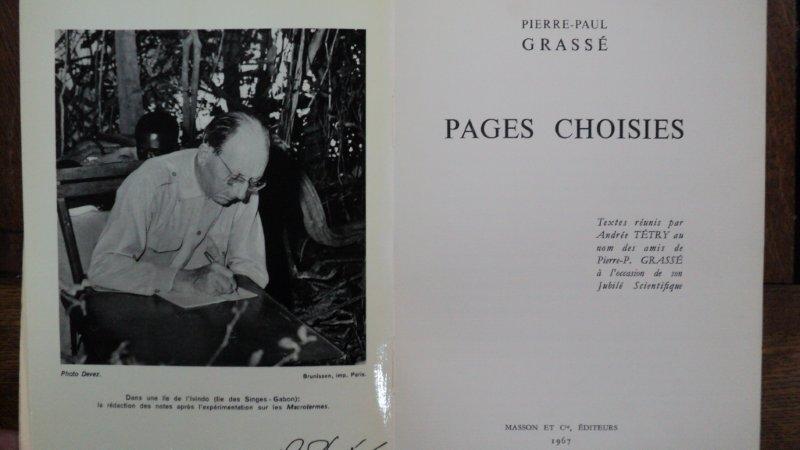 Photo Devez.
Brunissen, imp. Paris.
Dans une île de l'Ivindo (île des Singes - Gabon):
la rédaction des notes après l'expérimentation sur les Macrotermes.
PIERRE-PAUL
GRASSÉ
PAGES CHOISIES
Textes réunis par
Andrée TÉTRY au
nom des amis de
Pierre-P. GRASSÉ
à l'occasion de son
Jubilé Scientifique
MASSON ET Cie, ÉDITEURS
1967